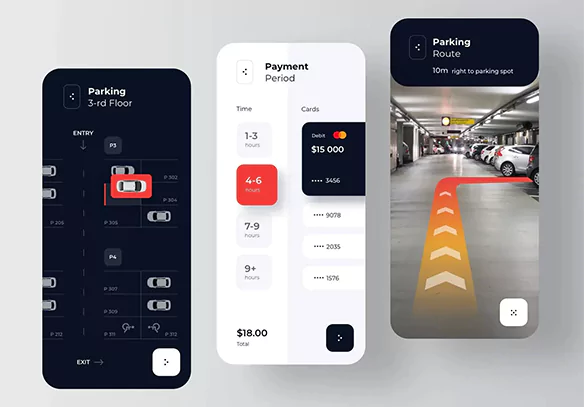 Parking
3-rd Floor
ENTRY
P3
P 302
P 304
P 209
P 305
P4
P 307
P 309
P 212
P 311
P 312
EXIT
Payment
Period
Time
Cards
1-3
hours
4-6
hours
7-9
hours
9+
hours
Debit
$15 000
•••• 3456
•••• 9078
•••• 2035
•••• 1576
$18.00
Total
Parking
Route
10m right to parking spot